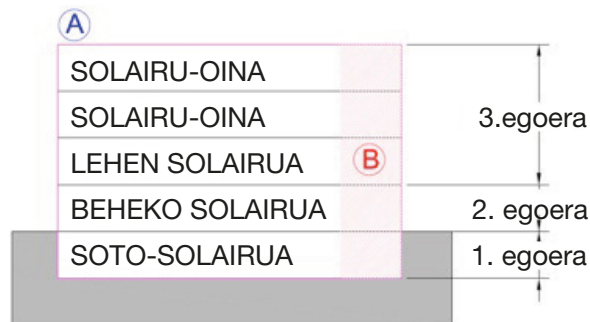 A
SOLAIRU-OINA
SOLAIRU-OINA
3.egoera
LEHEN SOLAIRUA
B
BEHEKO SOLAIRUA
2. egoera
SOTO-SOLAIRUA
1. egoera